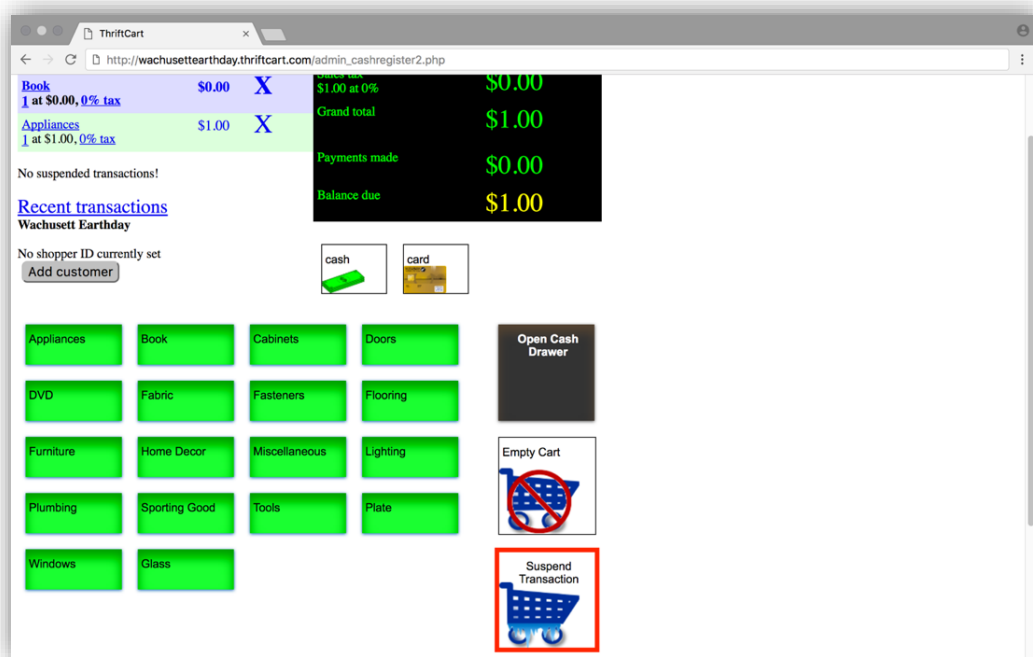 ThriftCart
http://wachusettearthday.thriftcart.com/admin_cashregister2.php
Book $0.00 X
1 at $0.00, 0% tax
Appliances $1.00 X
1 at $1.00, 0% tax
No suspended transactions!
Recent transactions
Wachusett Earthday
No shopper ID currently set
Add customer
Sales tax $0.00
$1.00 at 0%
Grand total $1.00
Payments made $0.00
Balance due $1.00
cash card
Appliances Book Cabinets Doors
DVD Fabric Fasteners Flooring
Furniture Home Decor Miscellaneous Lighting
Plumbing Sporting Good Tools Plate
Windows Glass
Open Cash
Drawer
Empty Cart
Suspend
Transaction